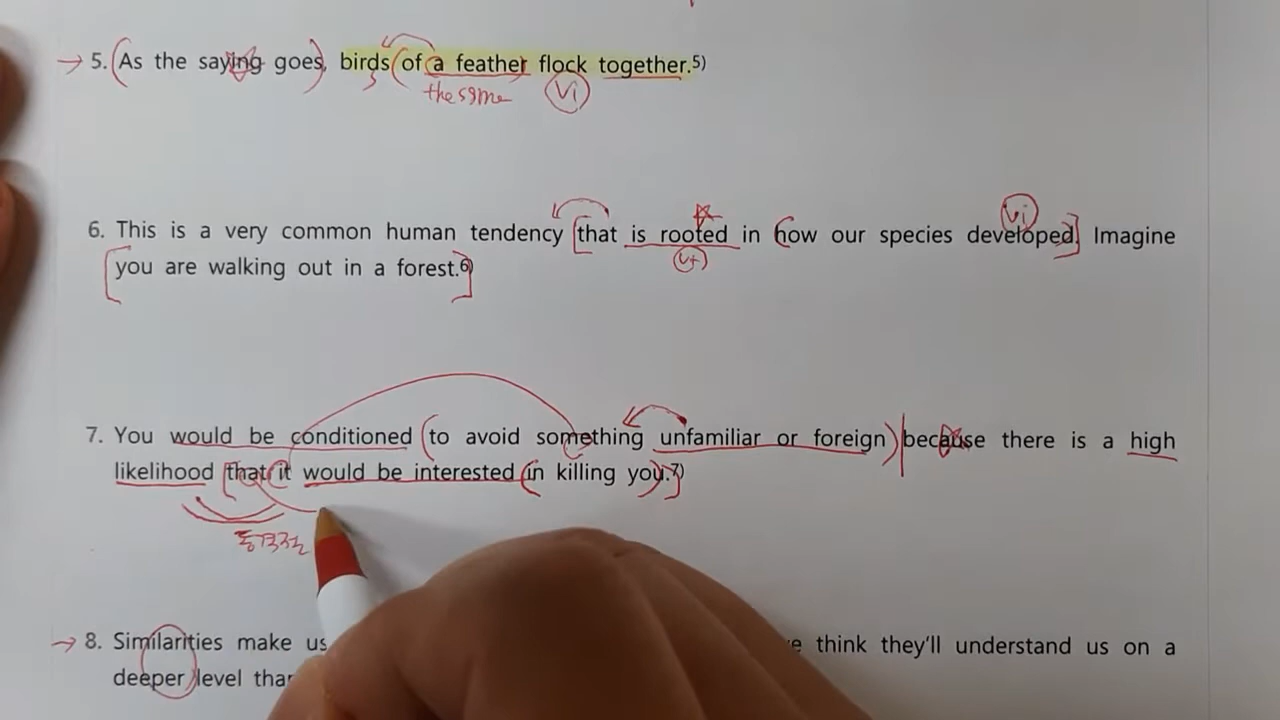 5. As the saying goes, birds of a feather flock together.5)
the same Vi
Vi
6. This is a very common human tendency that is rooted in how our species developed. Imagine
Vt
you are walking out in a forest.6)
7. You would be conditioned to avoid something unfamiliar or foreign because there is a high
likelihood that it would be interested in killing you.7)
동격절
8. Similarities make us think they'll understand us on a
deeper level